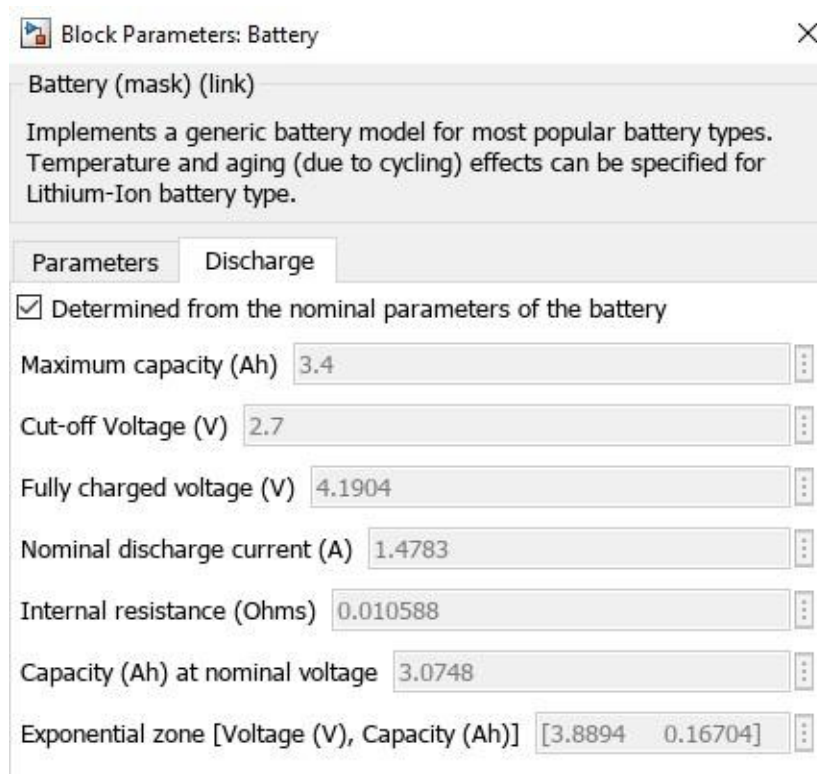 Block Parameters: Battery
Battery (mask) (link)
Implements a generic battery model for most popular battery types.
Temperature and aging (due to cycling) effects can be specified for
Lithium-Ion battery type.
Parameters Discharge
Determined from the nominal parameters of the battery
Maximum capacity (Ah) 3.4
Cut-off Voltage (V) 2.7
Fully charged voltage (V) 4.1904
Nominal discharge current (A) 1.4783
Internal resistance (Ohms) 0.010588
Capacity (Ah) at nominal voltage 3.0748
Exponential zone [Voltage (V), Capacity (Ah)] [3.8894 0.16704]